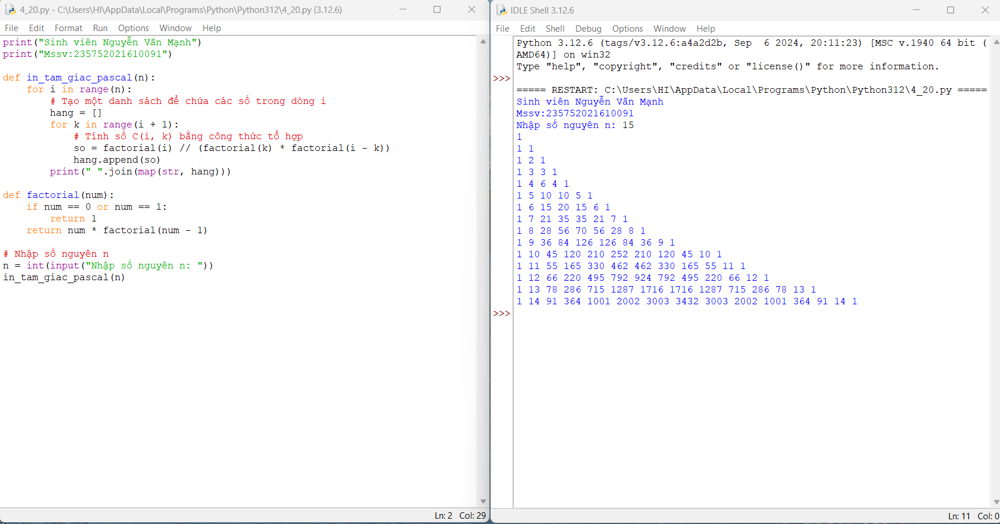 4_20.py - C:\Users\HI\AppData\Local\Programs\Python\Python312\4_20.py (3.12.6)
File Edit Format Run Options Window Help
print("Sinh viên Nguyễn Văn Mạnh")
print("Mssv:235752021610091")

def in_tam_giac_pascal(n):
    for i in range(n):
        # Tạo một danh sách để chứa các số trong dòng i
        hang = []
        for k in range(i + 1):
            # Tính số C(i, k) bằng công thức tổ hợp
            so = factorial(i) // (factorial(k) * factorial(i - k))
            hang.append(so)
        print(" ".join(map(str, hang)))

def factorial(num):
    if num == 0 or num == 1:
        return 1
    return num * factorial(num - 1)

# Nhập số nguyên n
n = int(input("Nhập số nguyên n: "))
in_tam_giac_pascal(n)
Ln: 2 Col: 29
IDLE Shell 3.12.6
File Edit Shell Debug Options Window Help
Python 3.12.6 (tags/v3.12.6:a4a2d2b, Sep  6 2024, 20:11:23) [MSC v.1940 64 bit (
AMD64)] on win32
Type "help", "copyright", "credits" or "license()" for more information.
>>>
===== RESTART: C:\Users\HI\AppData\Local\Programs\Python\Python312\4_20.py =====
Sinh viên Nguyễn Văn Mạnh
Mssv:235752021610091
Nhập số nguyên n: 15
1
1 1
1 2 1
1 3 3 1
1 4 6 4 1
1 5 10 10 5 1
1 6 15 20 15 6 1
1 7 21 35 35 21 7 1
1 8 28 56 70 56 28 8 1
1 9 36 84 126 126 84 36 9 1
1 10 45 120 210 252 210 120 45 10 1
1 11 55 165 330 462 462 330 165 55 11 1
1 12 66 220 495 792 924 792 495 220 66 12 1
1 13 78 286 715 1287 1716 1716 1287 715 286 78 13 1
1 14 91 364 1001 2002 3003 3432 3003 2002 1001 364 91 14 1
>>>
Ln: 11 Col: 0